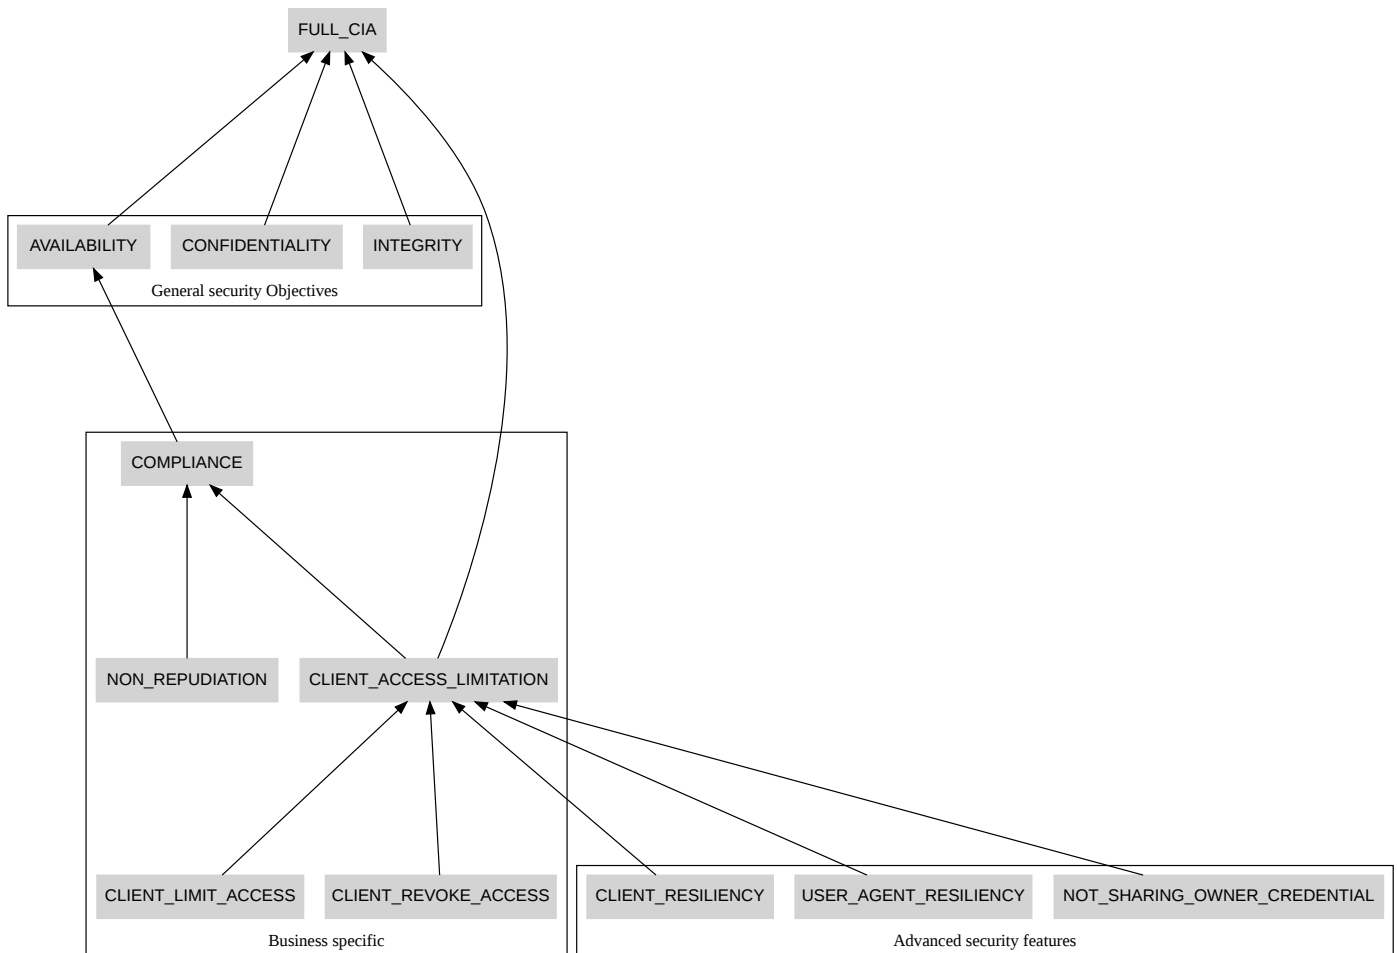 FULL_CIA
AVAILABILITY
CONFIDENTIALITY
INTEGRITY
General security Objectives
COMPLIANCE
NON_REPUDIATION
CLIENT_ACCESS_LIMITATION
CLIENT_LIMIT_ACCESS
CLIENT_REVOKE_ACCESS
CLIENT_RESILIENCY
USER_AGENT_RESILIENCY
NOT_SHARING_OWNER_CREDENTIAL
Business specific
Advanced security features